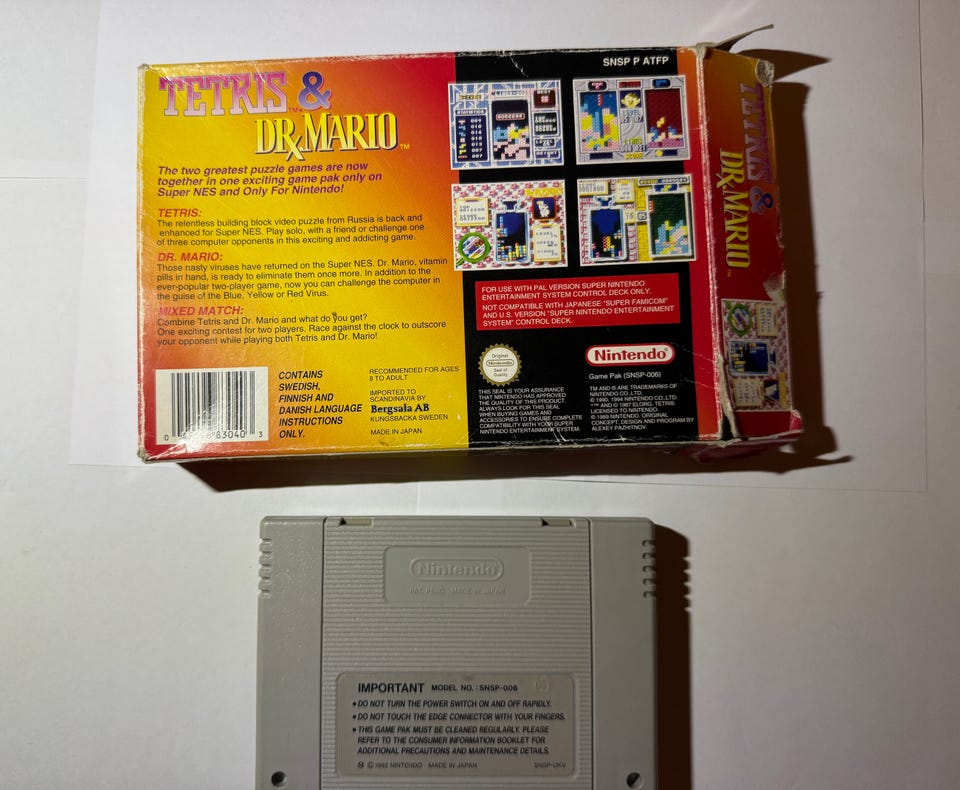 SNSP P ATFP
TETRIS™ &
DR. MARIO™
The two greatest puzzle games are now
together in one exciting game pak only on
Super NES and Only For Nintendo!
TETRIS:
The relentless building block video puzzle from Russia is back and
enhanced for Super NES. Play solo, with a friend or challenge one
of three computer opponents in this exciting and addicting game.
DR. MARIO:
Those nasty viruses have returned on the Super NES. Dr. Mario, vitamin
pills in hand, is ready to eliminate them once more. In addition to the
ever-popular two-player game, now you can challenge the computer in
the guise of the Blue, Yellow or Red Virus.
MIXED MATCH:
Combine Tetris and Dr. Mario and what do you get?
One exciting contest for two players. Race against the clock to outscore
your opponent while playing both Tetris and Dr. Mario!
CONTAINS
SWEDISH,
FINNISH AND
DANISH LANGUAGE
INSTRUCTIONS
ONLY.
RECOMMENDED FOR AGES
6 TO ADULT
IMPORTED TO
SCANDINAVIA BY
Bergsala AB
KUNGSBACKA SWEDEN
MADE IN JAPAN
0 83040 3
SUCCESS
FOR USE WITH PAL VERSION SUPER NINTENDO
ENTERTAINMENT SYSTEM CONTROL DECK ONLY.
NOT COMPATIBLE WITH JAPANESE "SUPER FAMICOM"
AND U.S. VERSION "SUPER NINTENDO ENTERTAINMENT
SYSTEM" CONTROL DECK.
Original
Nintendo
Seal of
Quality
THIS SEAL IS YOUR ASSURANCE
THAT NINTENDO HAS APPROVED
THE QUALITY OF THIS PRODUCT.
ALWAYS LOOK FOR THIS SEAL
WHEN BUYING GAMES AND
ACCESSORIES TO ENSURE COMPLETE
COMPATIBILITY WITH YOUR SUPER
NINTENDO ENTERTAINMENT SYSTEM.
Nintendo®
Game Pak (SNSP-006)
TM AND ® ARE TRADEMARKS OF
NINTENDO CO., LTD.
© 1990, 1994 NINTENDO CO., LTD.
™ AND © 1987 ELORG, TETRIS
LICENSED TO NINTENDO.
© 1989 NINTENDO. ORIGINAL
CONCEPT, DESIGN AND PROGRAM BY
ALEXEY PAZHITNOV.
TETRIS &
DR. MARIO™
Nintendo
PAT. PEND. MADE IN JAPAN
IMPORTANT MODEL NO. : SNSP-006
• DO NOT TURN THE POWER SWITCH ON AND OFF RAPIDLY.
• DO NOT TOUCH THE EDGE CONNECTOR WITH YOUR FINGERS.
• THIS GAME PAK MUST BE CLEANED REGULARLY. PLEASE
REFER TO THE CONSUMER INFORMATION BOOKLET FOR
ADDITIONAL PRECAUTIONS AND MAINTENANCE DETAILS.
Ⓜ ©1992 NINTENDO MADE IN JAPAN SNSP-UKV